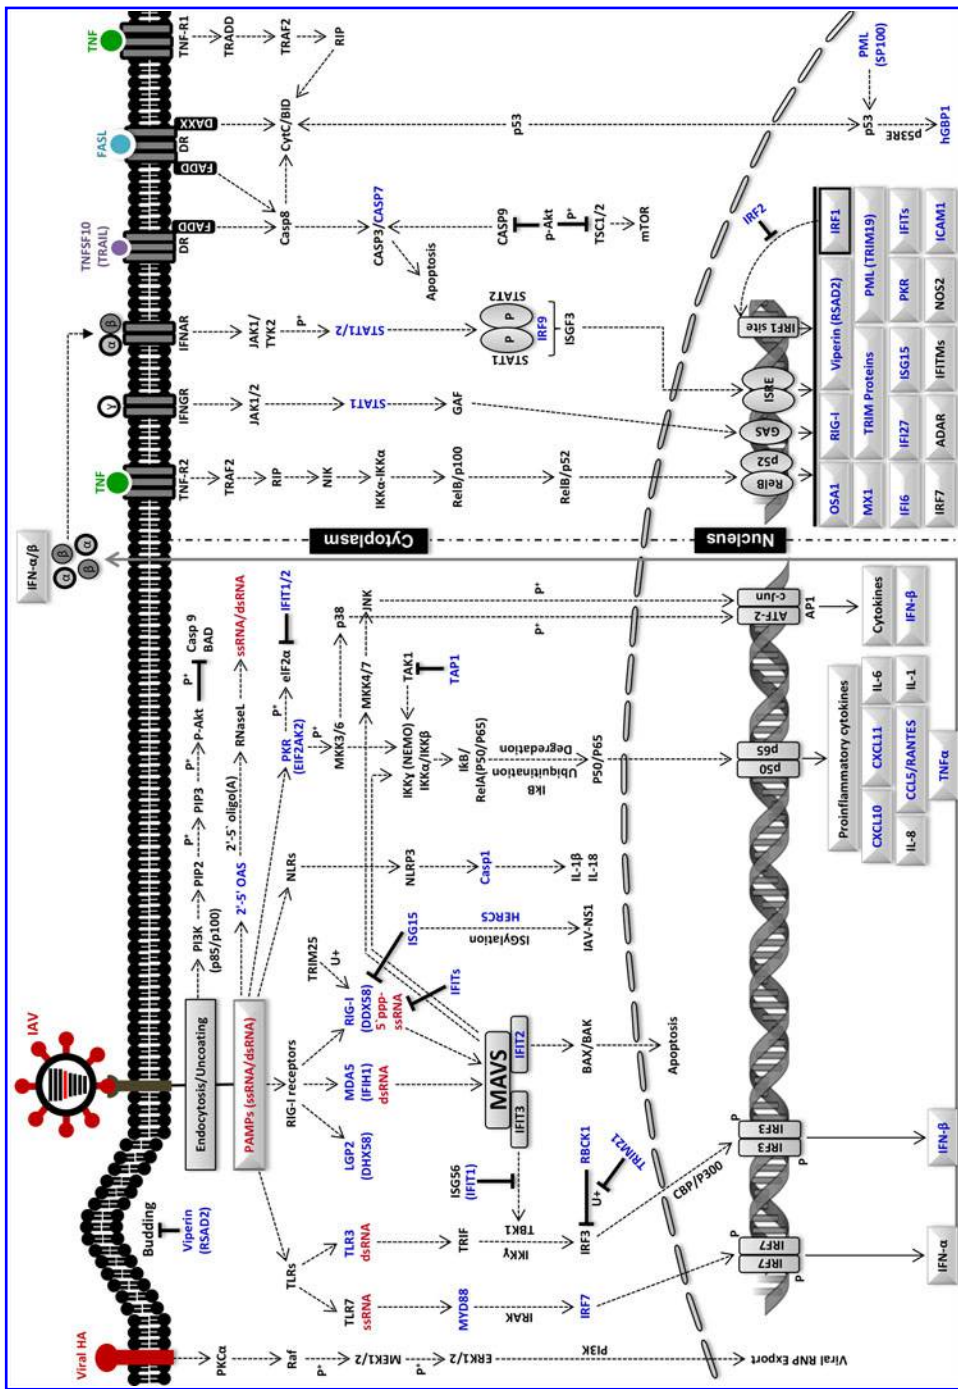 Viral HA
PKCα
Raf
P⁺
MEK1/2
P⁺
ERK1/2
PI3K
Viral RNP Export
Budding
Viperin
(RSAD2)
IAV
Endocytosis/Uncoating
PI3K
(p85/p100)
P⁺
PIP2
P⁺
PIP3
P⁺
P-Akt
P⁺
Casp 9
BAD
PAMPs (ssRNA/dsRNA)
2'-5' OAS
2'-5' oligo(A)
RNaseL
ssRNA/dsRNA
TLRs
TLR7
ssRNA
MYD88
IRAK
IRF7
TLR3
dsRNA
TRIF
IKKγ
TBK1
IRF3
U+
RBCK1
TRIM21
CBP/P300
RIG-I receptors
LGP2
(DHX58)
MDA5
(IFIH1)
dsRNA
RIG-I
(DDX58)
5`ppp-
ssRNA
TRIM25
U+
ISG15
IFITs
HERC5
ISGylation
IAV-NS1
MAVS
IFIT3
IFIT2
ISG56
(IFIT1)
BAX/BAK
Apoptosis
NLRs
NLRP3
Casp1
IL-1β
IL-18
PKR
(EIF2AK2)
P⁺
eIF2α
IFIT1/2
P⁺
MKK3/6
p38
MKK4/7
JNK
TAK1
TAP1
IKKγ (NEMO)
IKKα/IKKβ
IkB/
RelA(P50/P65)
IkB
Ubiquitination
Degradation
P50/P65
P⁺
P⁺
IRF7
IRF7
P
P
IFN-α
IRF3
IRF3
P
P
IFN-β
p50
p65
Proinflammatory cytokines
CXCL10
CXCL11
IL-6
IL-8
CCL5/RANTES
IL-1
TNFα
ATF-2
c-Jun
AP1
Cytokines
IFN-β
IFN-α/β
α
β
β
α
Cytoplasm
Nucleus
TNF
TNF-R2
TRAF2
RIP
NIK
IKKα-IKKα
RelB/p100
RelB/p52
RelB
p52
γ
IFNGR
JAK1/2
STAT1
GAF
GAS
α
β
IFNAR
JAK1/
TYK2
P⁺
STAT1/2
STAT1
STAT2
P
P
IRF9
ISGF3
ISRE
IRF1 site
IRF2
TNFSF10
(TRAIL)
DR
FADD
FASL
FADD
DR
DAXX
Casp8
CytC/BID
CASP3/CASP7
Apoptosis
CASP9
p-Akt
P⁺
TSC1/2
mTOR
TNF
TNF-R1
TRADD
TRAF2
RIP
p53
p53
PML
(SP100)
p53RE
hGBP1
OSA1
RIG-I
Viperin (RSAD2)
IRF1
MX1
TRIM Proteins
PML (TRIM19)
IFI6
IFI27
ISG15
PKR
IFITs
IRF7
ADAR
IFITMs
NOS2
ICAM1